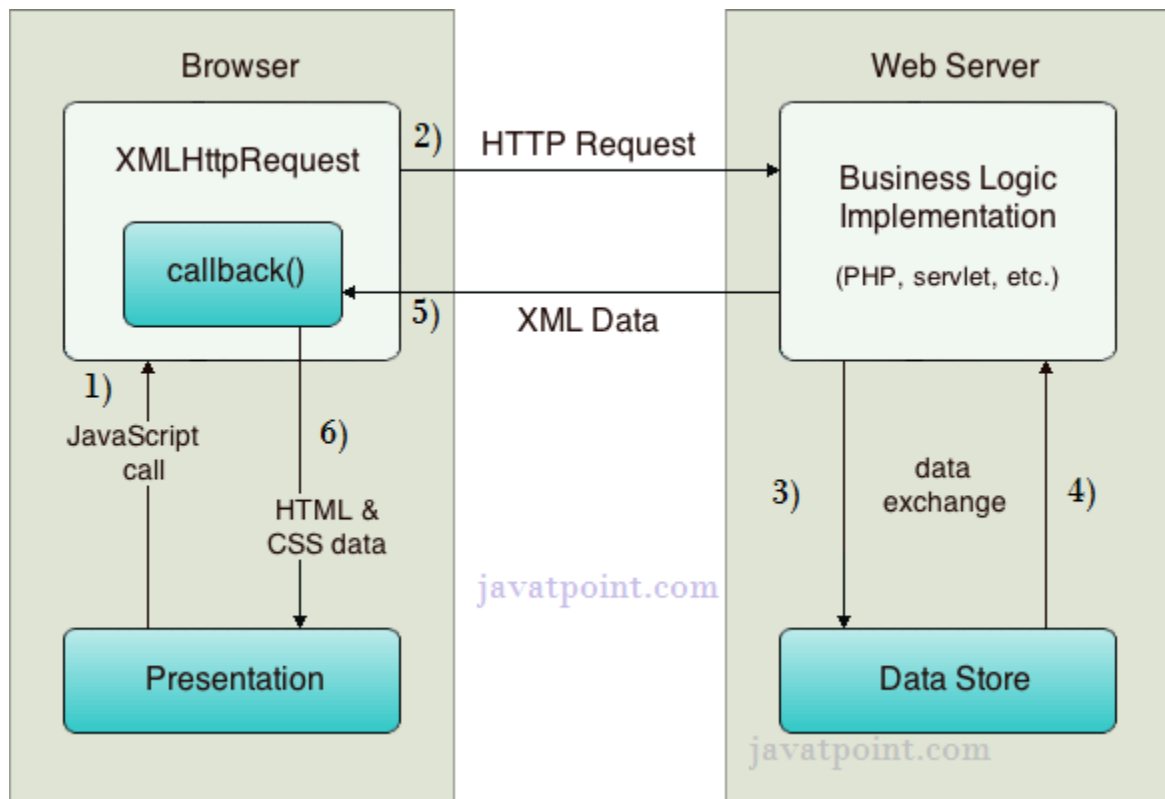 Browser
Web Server
XMLHttpRequest
2)
HTTP Request
Business Logic
Implementation
(PHP, servlet, etc.)
callback()
5)
XML Data
1)
JavaScript
call
6)
HTML &
CSS data
3)
data
exchange
4)
javatpoint.com
Presentation
Data Store
javatpoint.com